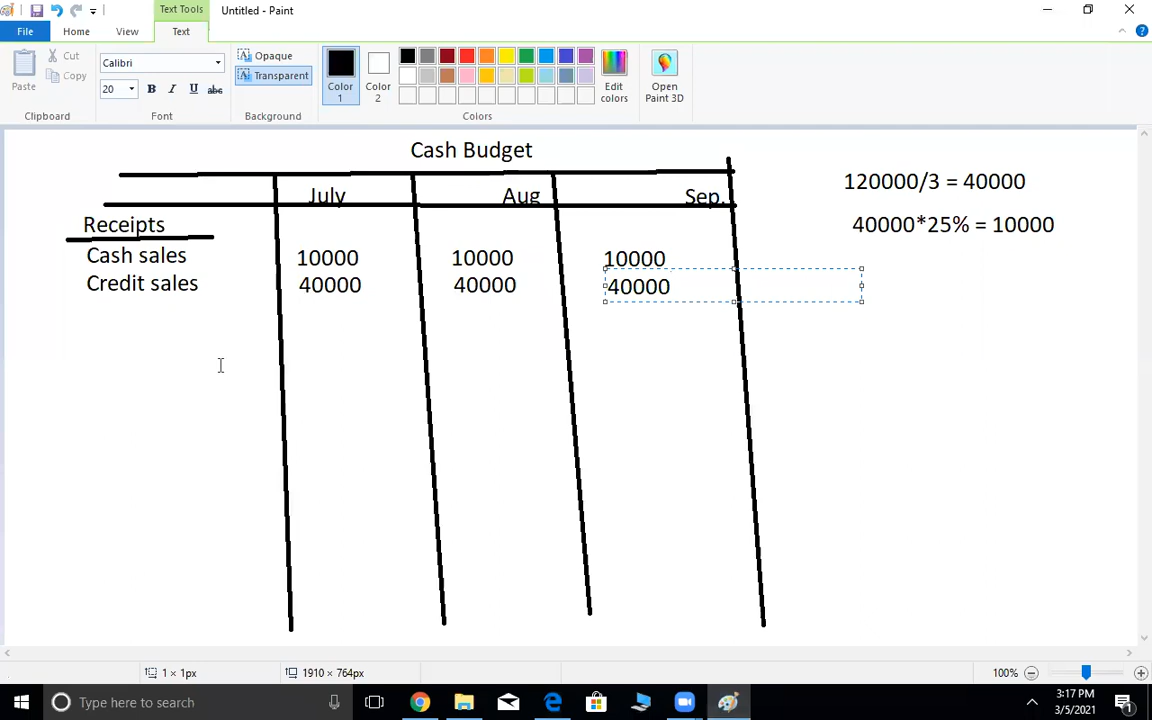 Text Tools
Untitled - Paint
File
Home
View
Text
Paste
Cut
Copy
Clipboard
Calibri
20
B
I
U
abc
Font
Opaque
Transparent
Background
Color 1
Color 2
Edit colors
Colors
Open Paint 3D
Cash Budget
July Aug Sep.
Receipts
Cash sales 10000 10000 10000
Credit sales 40000 40000 40000
120000/3 = 40000
40000*25% = 10000
1 × 1px
1910 × 764px
100%
Type here to search
3:17 PM
3/5/2021
1